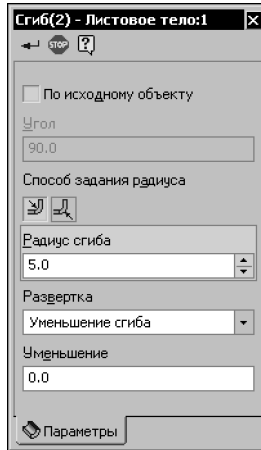 Сгиб(2) - Листовое тело:1
STOP
По исходному объекту
Угол
90.0
Способ задания радиуса
Радиус сгиба
5.0
Развертка
Уменьшение сгиба
Уменьшение
0.0
Параметры